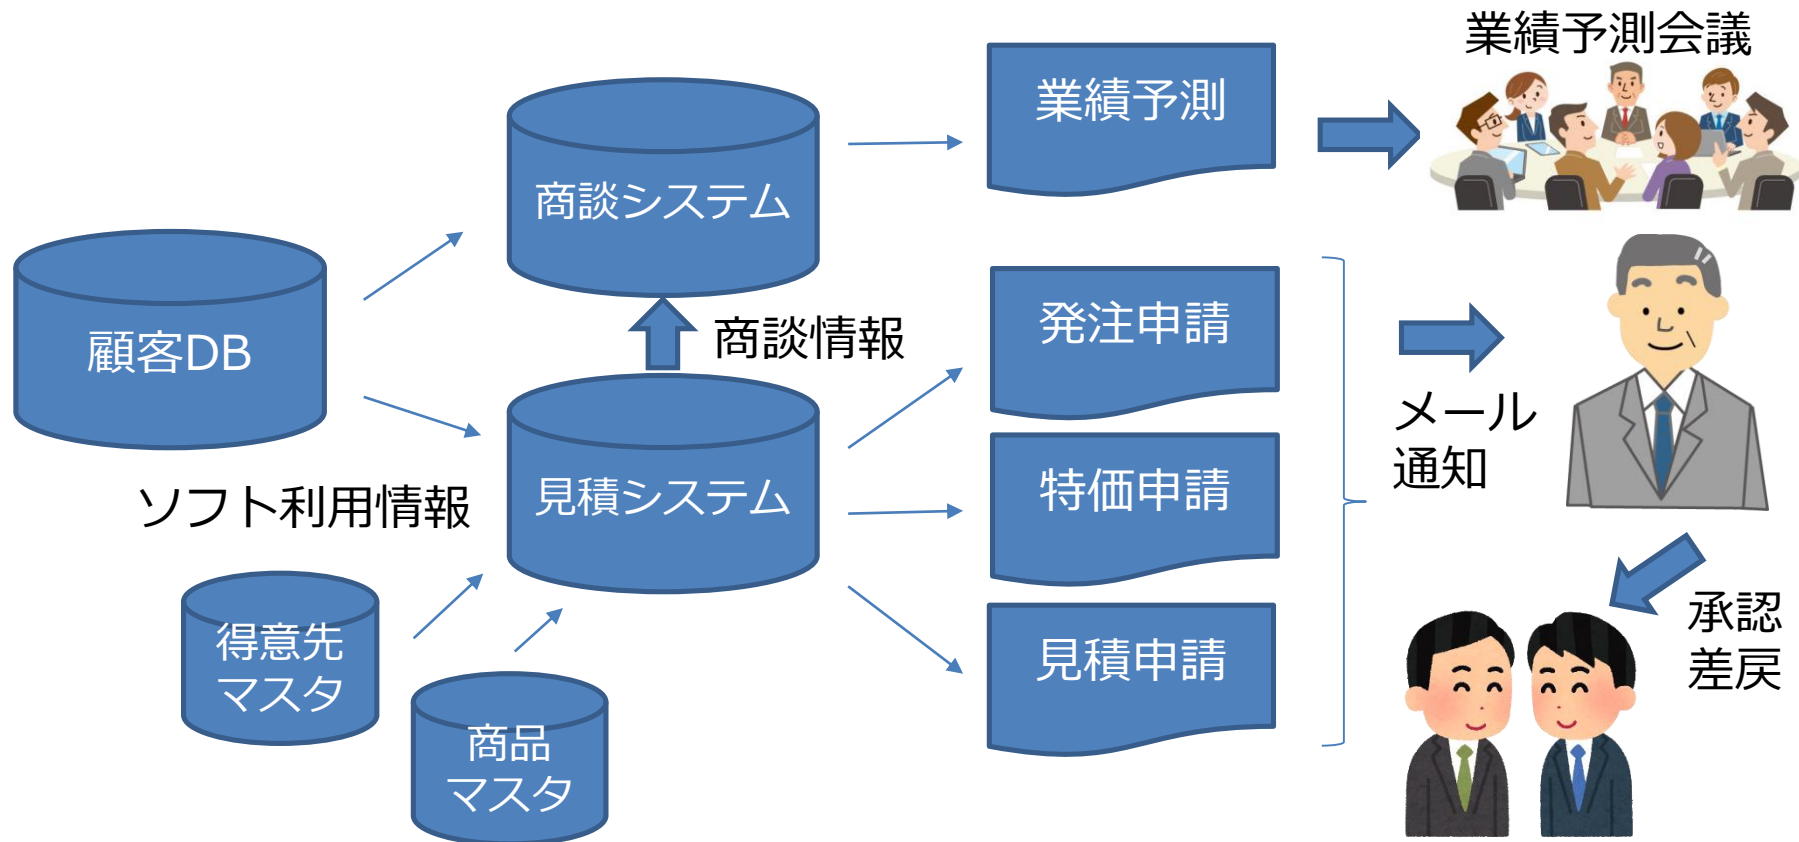 業績予測会議
業績予測
商談システム
顧客DB
商談情報
発注申請
メール
通知
ソフト利用情報
見積システム
特価申請
得意先
マスタ
商品
マスタ
見積申請
承認
差戻